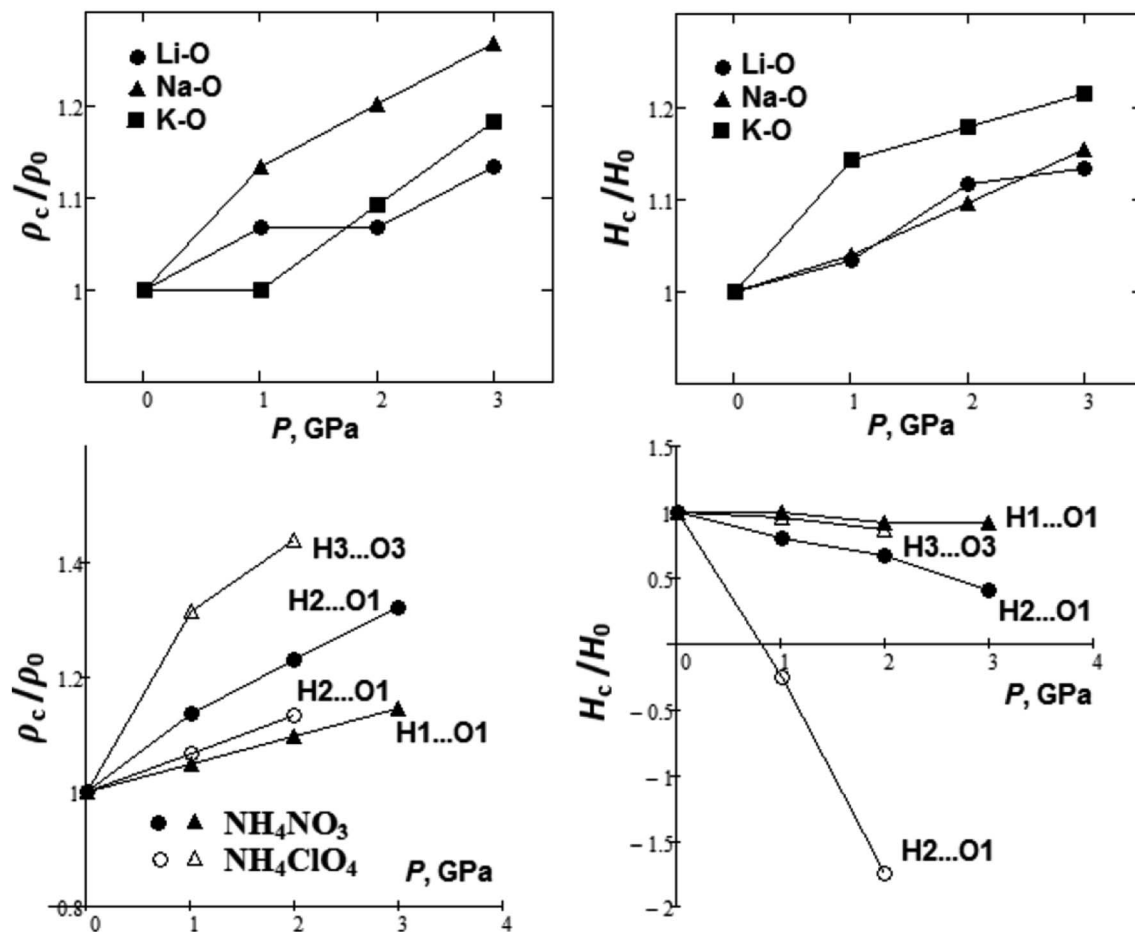 Li-O
Na-O
K-O
1.2
1.1
1
ρc/ρ0
0 1 2 3
P, GPa
Li-O
Na-O
K-O
1.2
1.1
1
Hc/H0
0 1 2 3
P, GPa
1.4
1.2
1
0.8
ρc/ρ0
H3...O3
H2...O1
H2...O1
H1...O1
NH4NO3
NH4ClO4
P, GPa
0 1 2 3 4
1.5
1
0.5
−0.5
−1
−1.5
−2
Hc/H0
H1...O1
H3...O3
H2...O1
0 1 2 3 4
P, GPa
H2...O1